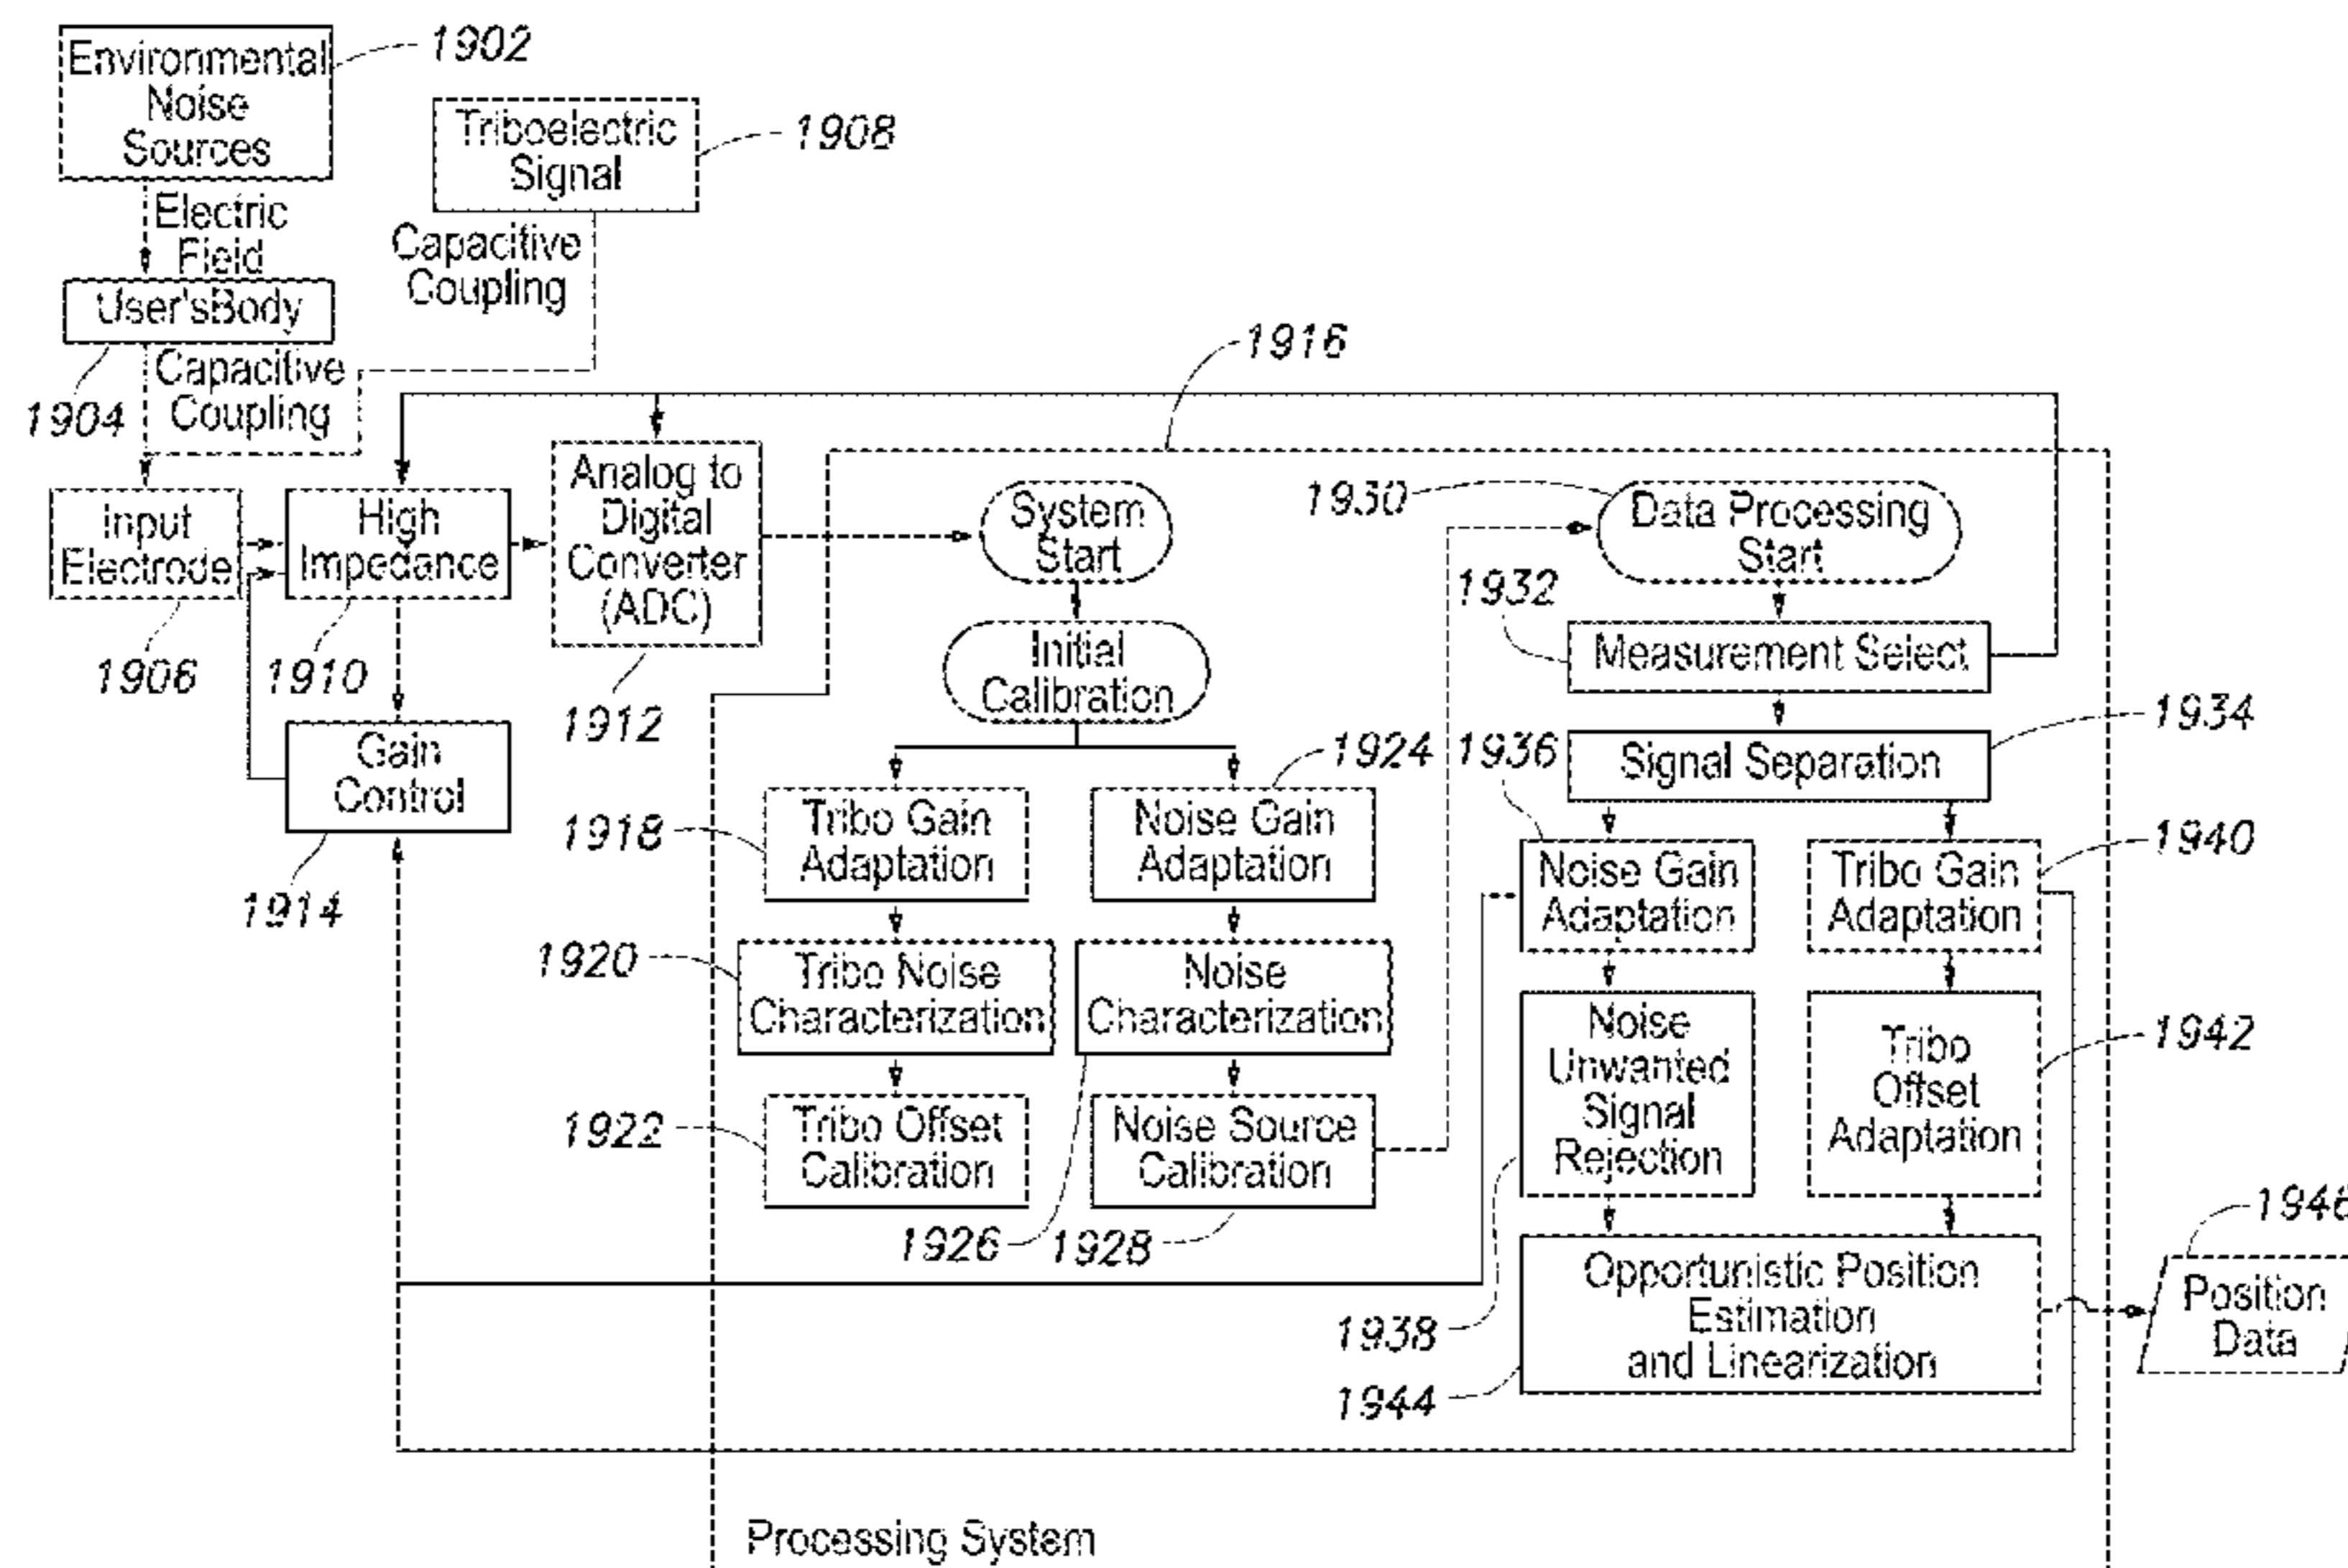 Environmental
Noise
Sources
1902
Triboelectric
Signal
1908
Electric
Field
Capacitive
Coupling
User'sBody
1904
Capacitive
Coupling
1916
Input
Electrode
1906
High
Impedance
1910
Analog to
Digital
Converter
(ADC)
1912
Gain
Control
1914
System
Start
Initial
Calibration
1918
Tribo Gain
Adaptation
1924
Noise Gain
Adaptation
1920
Tribo Noise
Characterization
Noise
Characterization
1922
Tribo Offset
Calibration
Noise Source
Calibration
1926
1928
1930
Data Processing
Start
1932
Measurement Select
1934
Signal Separation
1936
Noise Gain
Adaptation
Tribo Gain
Adaptation
1940
Noise
Unwanted
Signal
Rejection
Tribo
Offset
Adaptation
1942
1938
Opportunistic Position
Estimation
and Linearization
1944
1946
Position
Data
Processing System